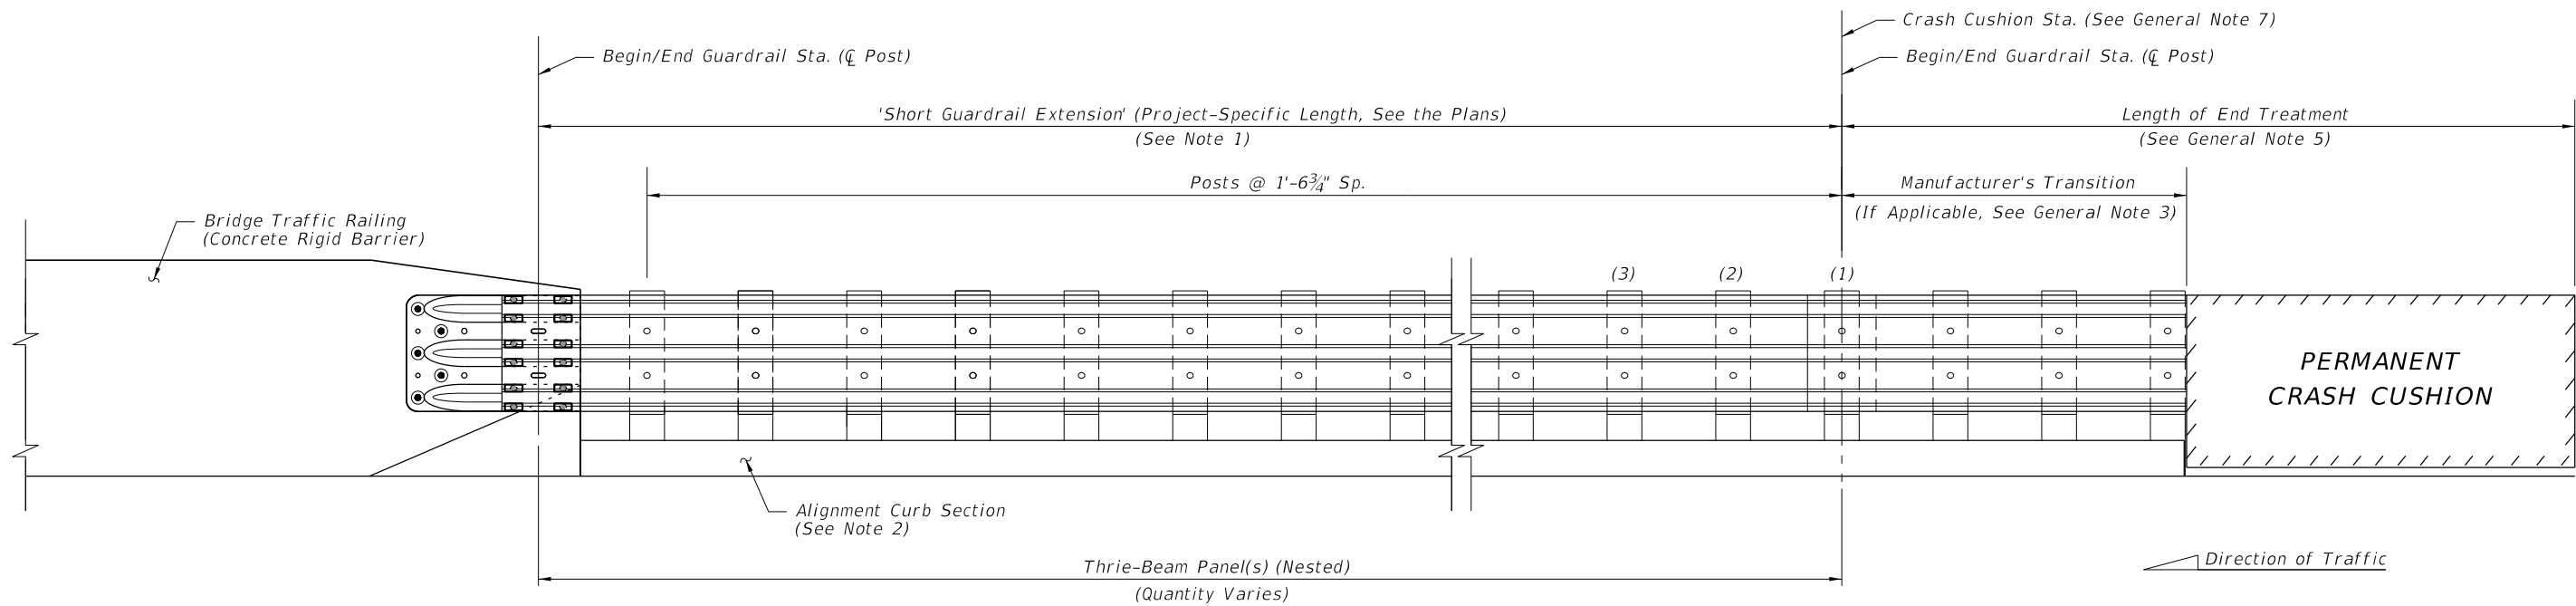 Crash Cushion Sta. (See General Note 7)
Begin/End Guardrail Sta. (℄ Post)
Begin/End Guardrail Sta. (℄ Post)
'Short Guardrail Extension' (Project-Specific Length, See the Plans)
(See Note 1)
Length of End Treatment
(See General Note 5)
Posts @ 1'-6¾" Sp.
Manufacturer's Transition
(If Applicable, See General Note 3)
Bridge Traffic Railing
(Concrete Rigid Barrier)
(3)
(2)
(1)
PERMANENT
CRASH CUSHION
Alignment Curb Section
(See Note 2)
Direction of Traffic
Thrie-Beam Panel(s) (Nested)
(Quantity Varies)